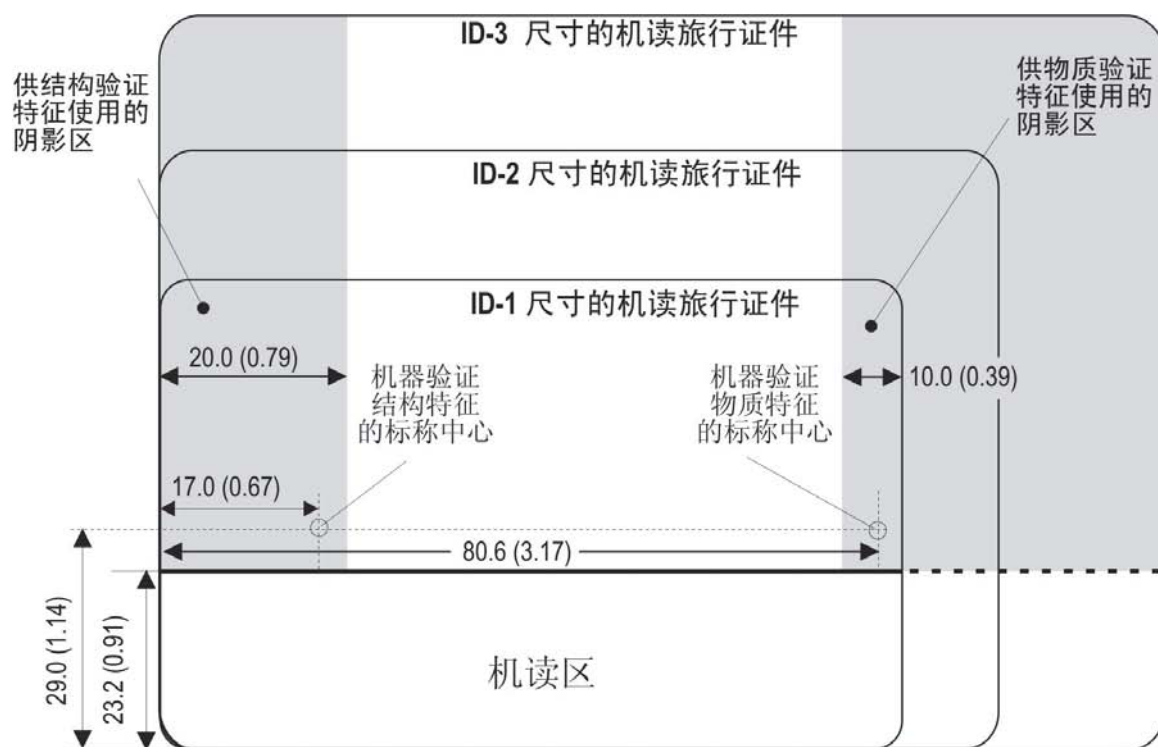 ID-3 尺寸的机读旅行证件
供结构验证
特征使用的
阴影区
供物质验证
特征使用的
阴影区
ID-2 尺寸的机读旅行证件
ID-1 尺寸的机读旅行证件
20.0 (0.79)
机器验证
结构特征
的标称中心
机器验证
物质特征
的标称中心
10.0 (0.39)
17.0 (0.67)
80.6 (3.17)
29.0 (1.14)
23.2 (0.91)
机读区